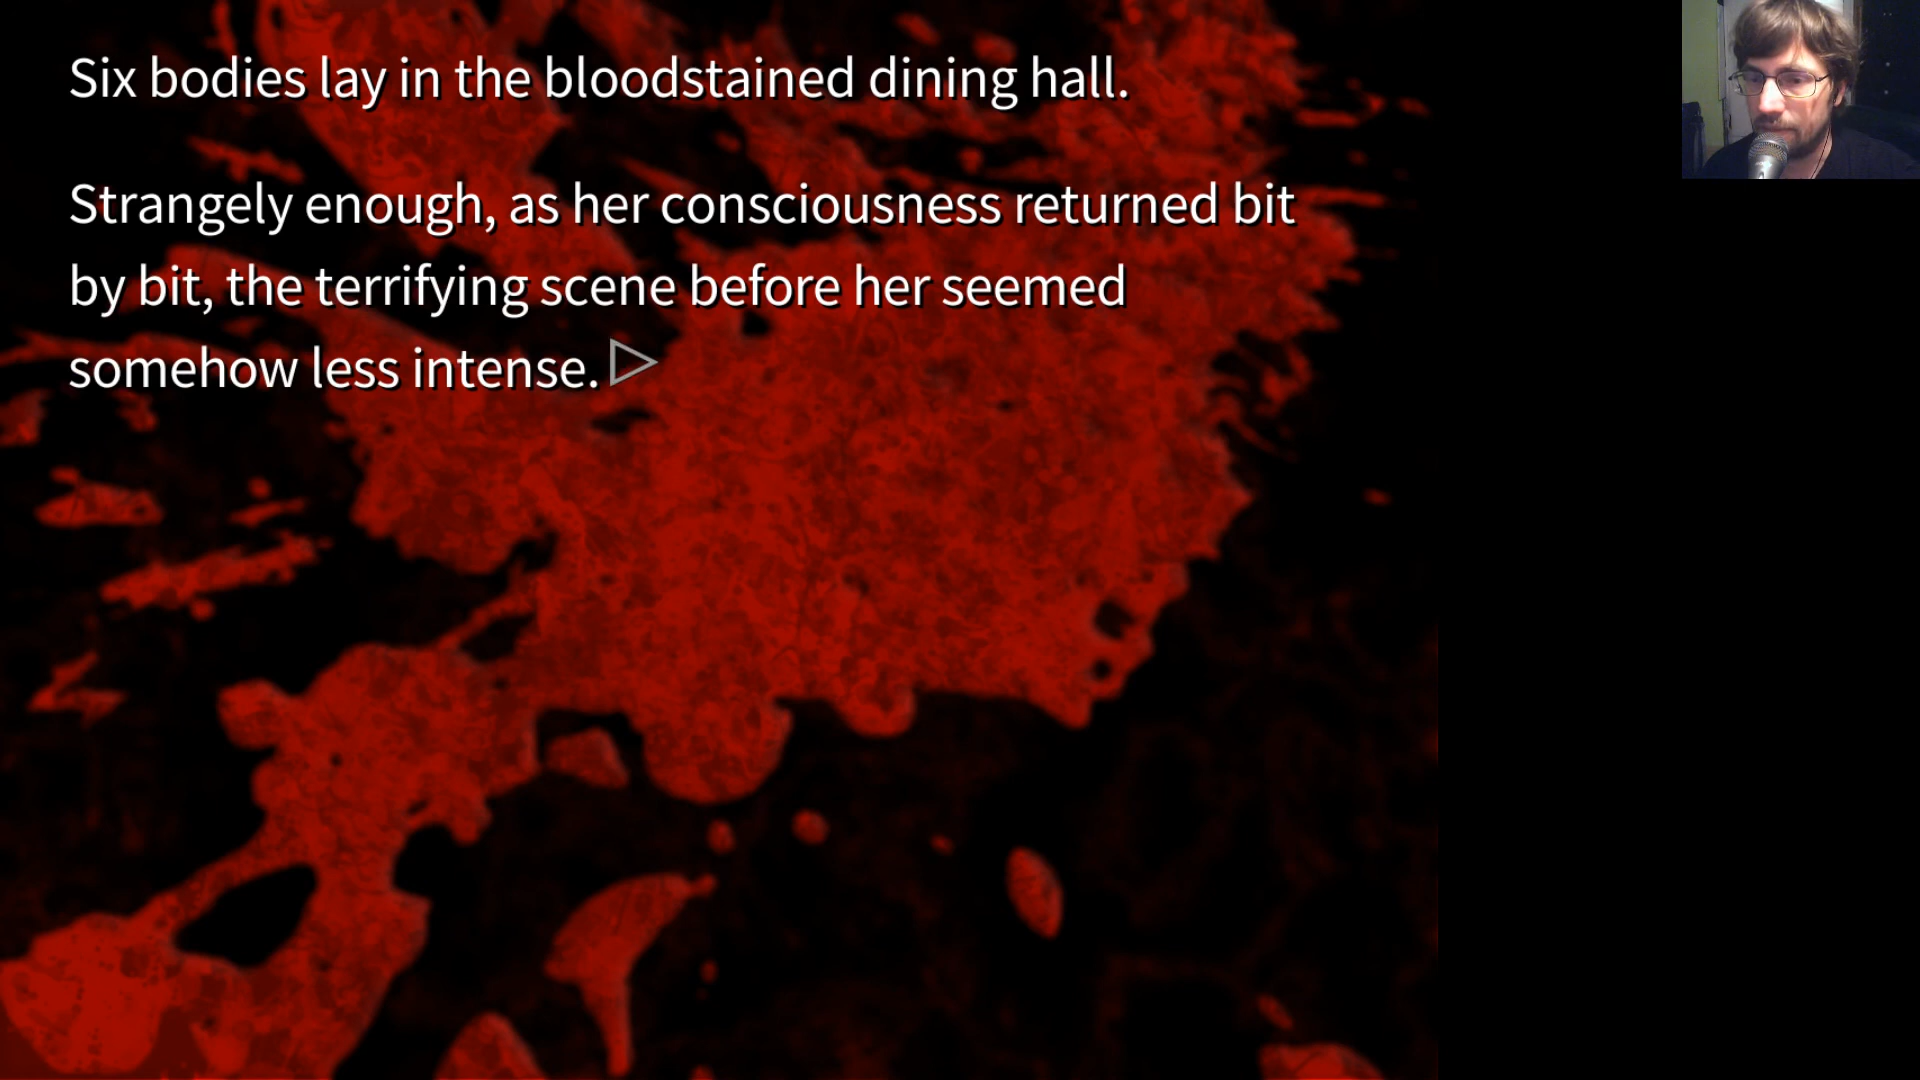 Six bodies lay in the bloodstained dining hall.
Strangely enough, as her consciousness returned bit
by bit, the terrifying scene before her seemed
somehow less intense.